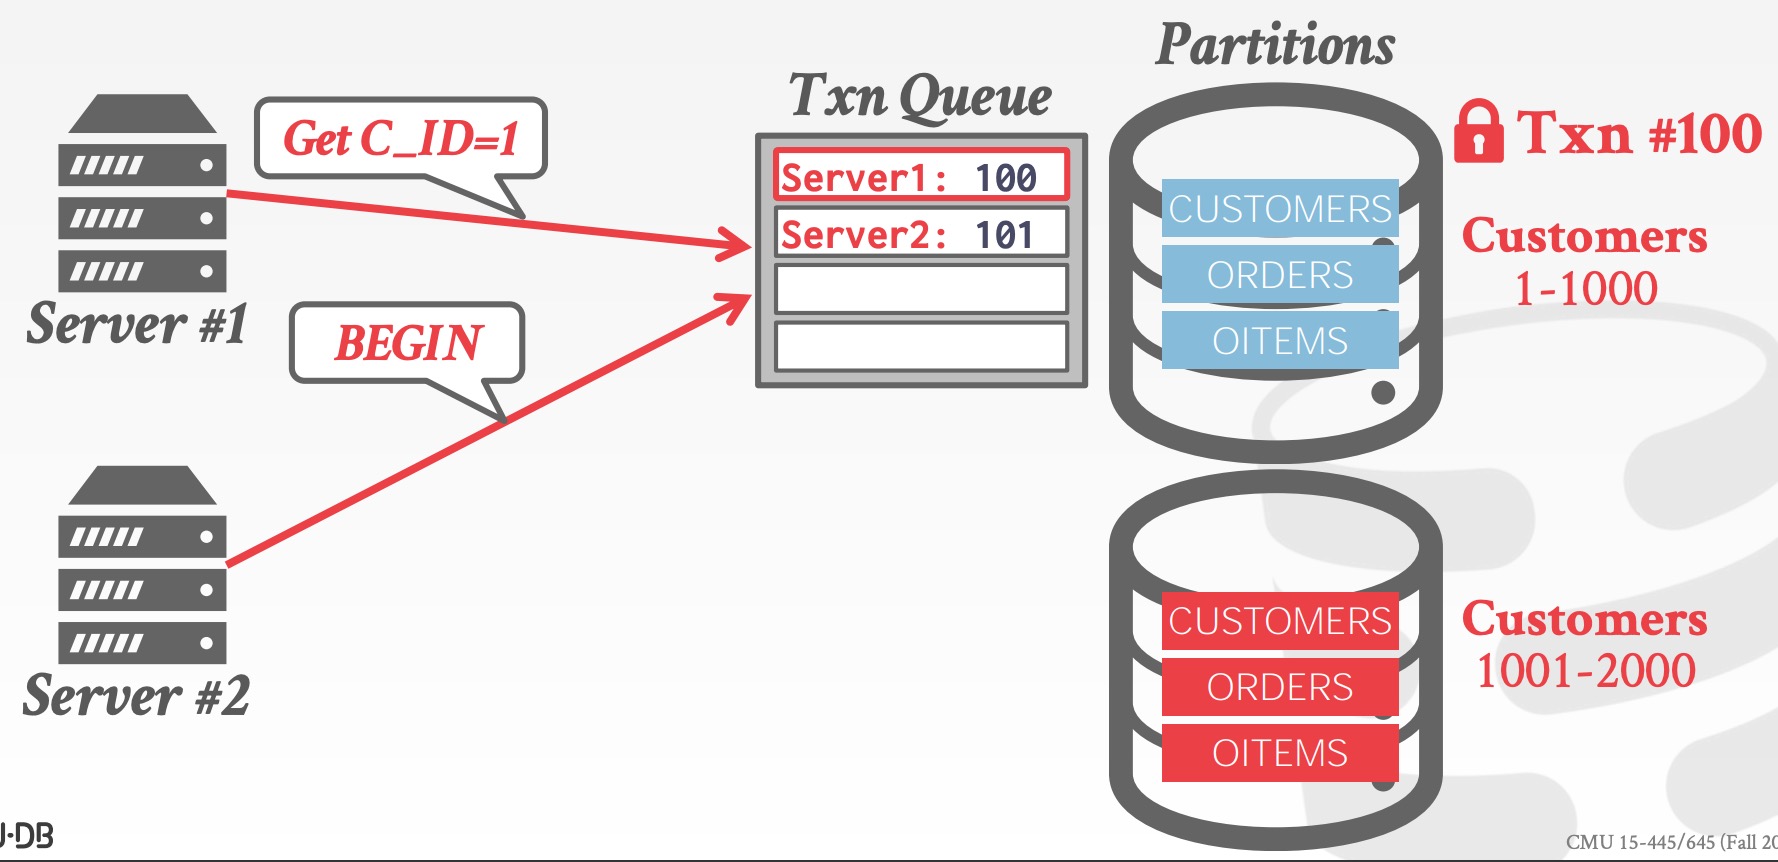 Partitions
Txn Queue
Get C_ID=1
Server1: 100
Server2: 101
Server #1
BEGIN
Server #2
CUSTOMERS
ORDERS
OITEMS
Txn #100
Customers
1-1000
CUSTOMERS
ORDERS
OITEMS
Customers
1001-2000
·DB
CMU 15-445/645 (Fall 20